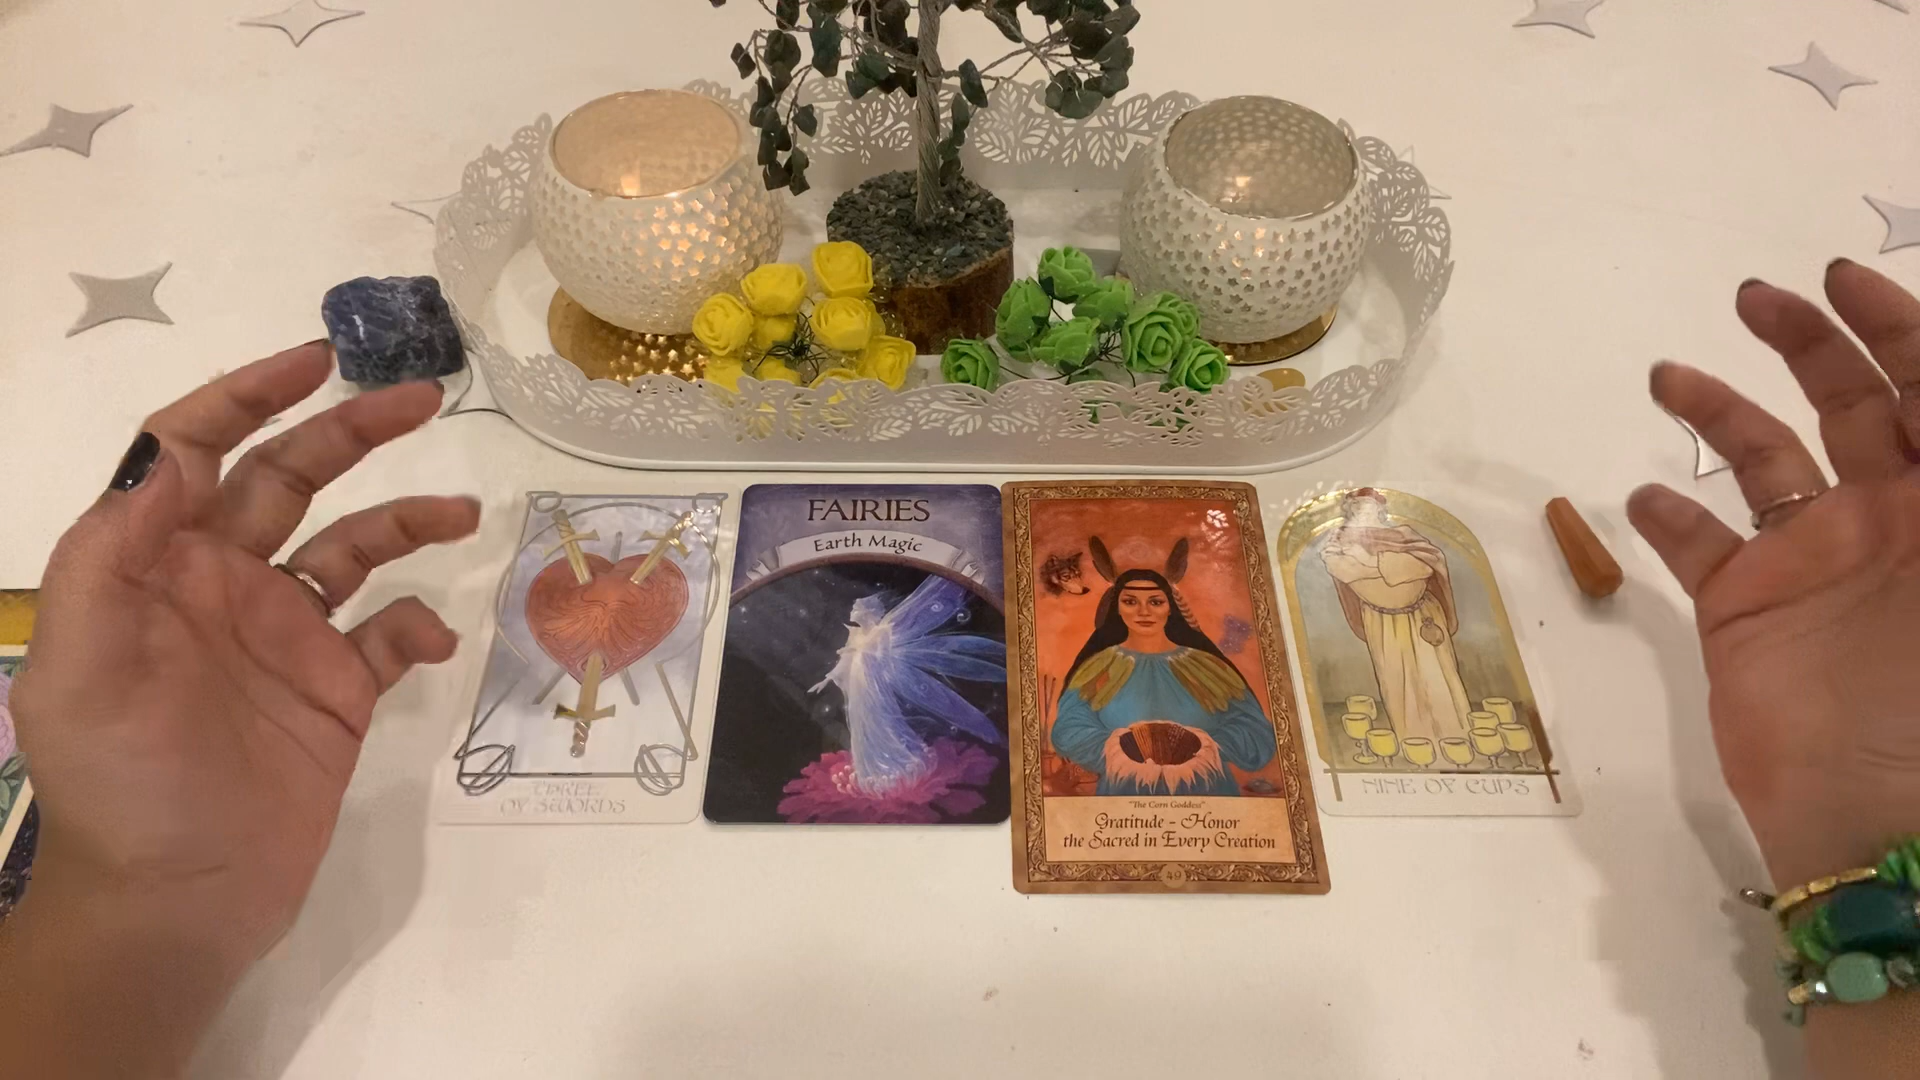 THREE
OF SWORDS
FAIRIES
Earth Magic
"The Corn Goddess"
Gratitude - Honor
the Sacred in Every Creation
49
NINE OF CUPS